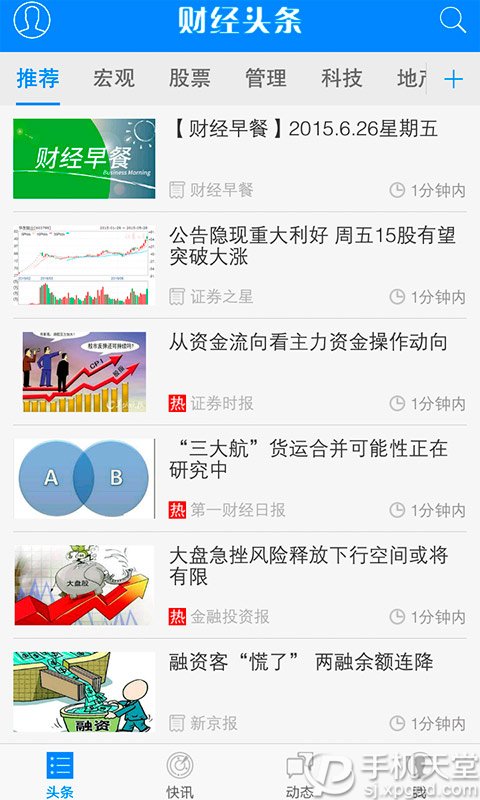 财经头条
推荐 宏观 股票 管理 科技 地产
财经早餐
Business Morning
【财经早餐】2015.6.26星期五
财经早餐 1分钟内
公告隐现重大利好 周五15股有望
突破大涨
证券之星 1分钟内
股市反弹还可持续吗?
CPI
股指
从资金流向看主力资金操作动向
热 证券时报 1分钟内
A B
“三大航”货运合并可能性正在
研究中
热 第一财经日报 1分钟内
大盘股
大盘急挫风险释放下行空间或将
有限
热 金融投资报 1分钟内
融资
融资客“慌了” 两融余额连降
新京报 1分钟内
头条 快讯 动态 我
手机天堂
sj.xpgod.com